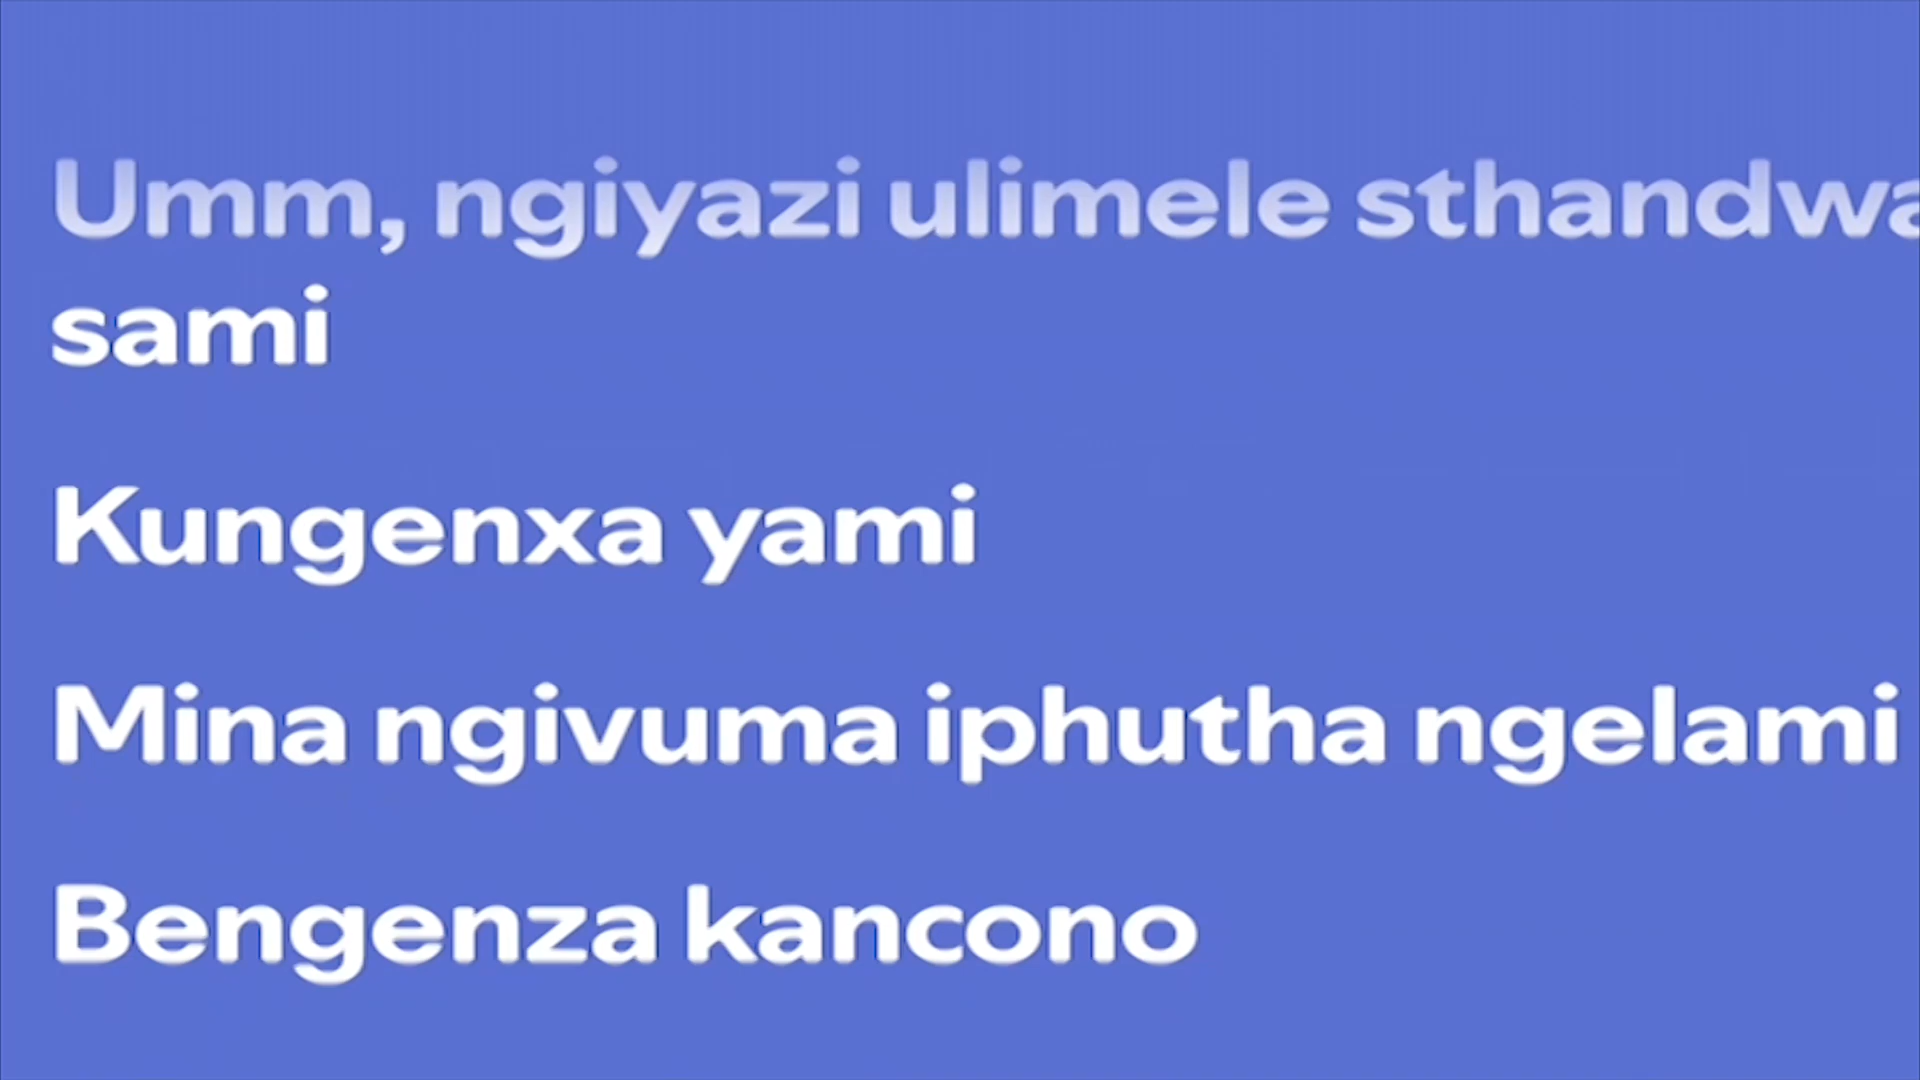 Umm, ngiyazi ulimele sthandwa
sami
Kungenxa yami
Mina ngivuma iphutha ngelami
Bengenza kancono